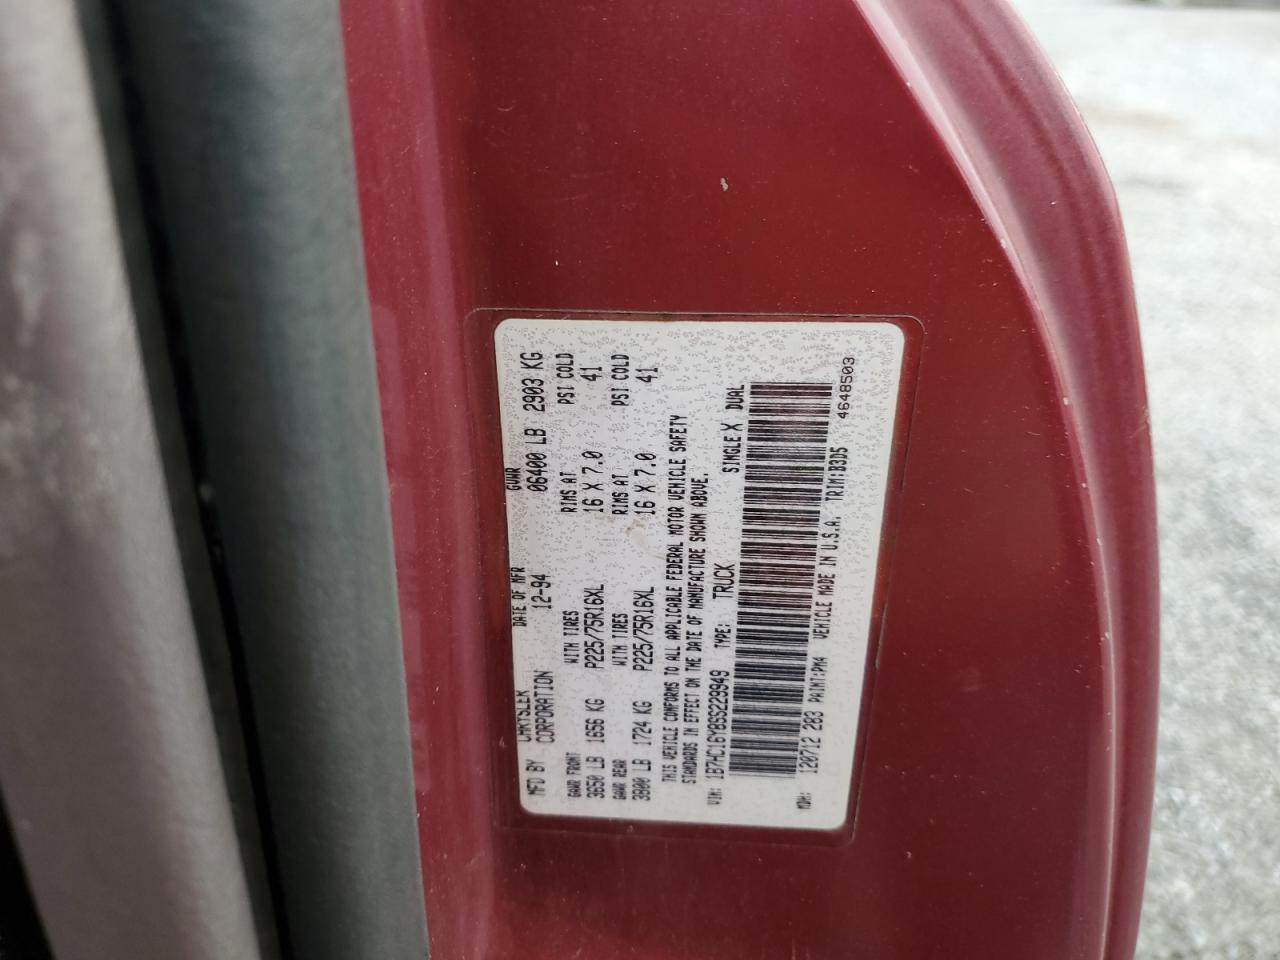 MFD BY CHRYSLER CORPORATION DATE OF MFR 12-94 GVWR 06400 LB 2903 KG
GAWR FRONT WITH TIRES RIMS AT PSI COLD
3650 LB 1656 KG P225/75R16XL 16 X 7.0 41
GAWR REAR WITH TIRES RIMS AT PSI COLD
3800 LB 1724 KG P225/75R16XL 16 X 7.0 41
THIS VEHICLE CONFORMS TO ALL APPLICABLE FEDERAL MOTOR VEHICLE SAFETY
STANDARDS IN EFFECT ON THE DATE OF MANUFACTURE SHOWN ABOVE.
VIN: 1B7HC16Y8SS229949 TYPE: TRUCK SINGLE X DUAL
MDH: 120712 283 PAINT:PM4 VEHICLE MADE IN U.S.A. TRIM:B3D5 4648503